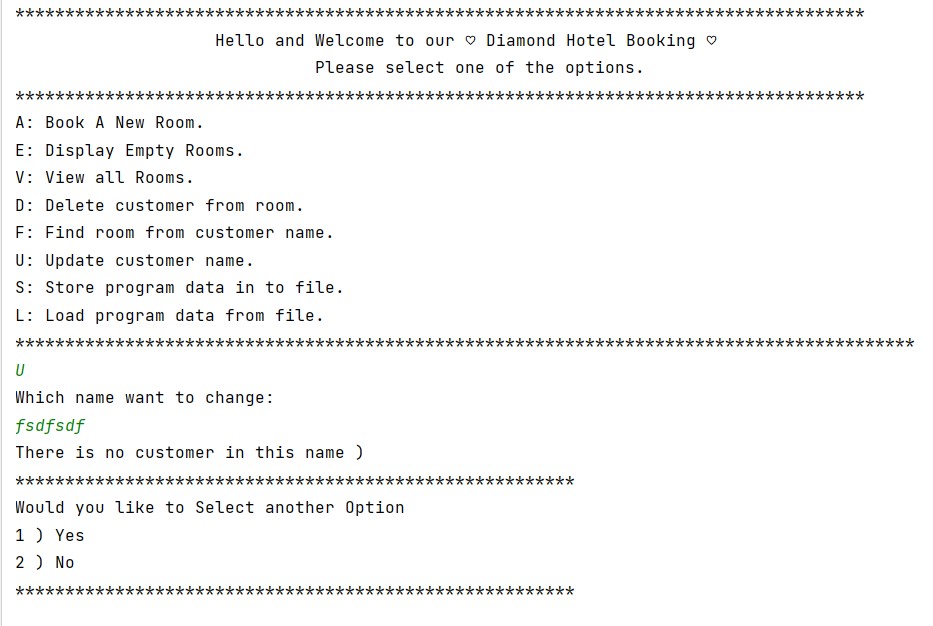 *************************************************************************************
Hello and Welcome to our ♡ Diamond Hotel Booking ♡
Please select one of the options.
*************************************************************************************
A: Book A New Room.
E: Display Empty Rooms.
V: View all Rooms.
D: Delete customer from room.
F: Find room from customer name.
U: Update customer name.
S: Store program data in to file.
L: Load program data from file.
******************************************************************************************
U
Which name want to change:
fsdfsdf
There is no customer in this name )
********************************************************
Would you like to Select another Option
1 ) Yes
2 ) No
********************************************************